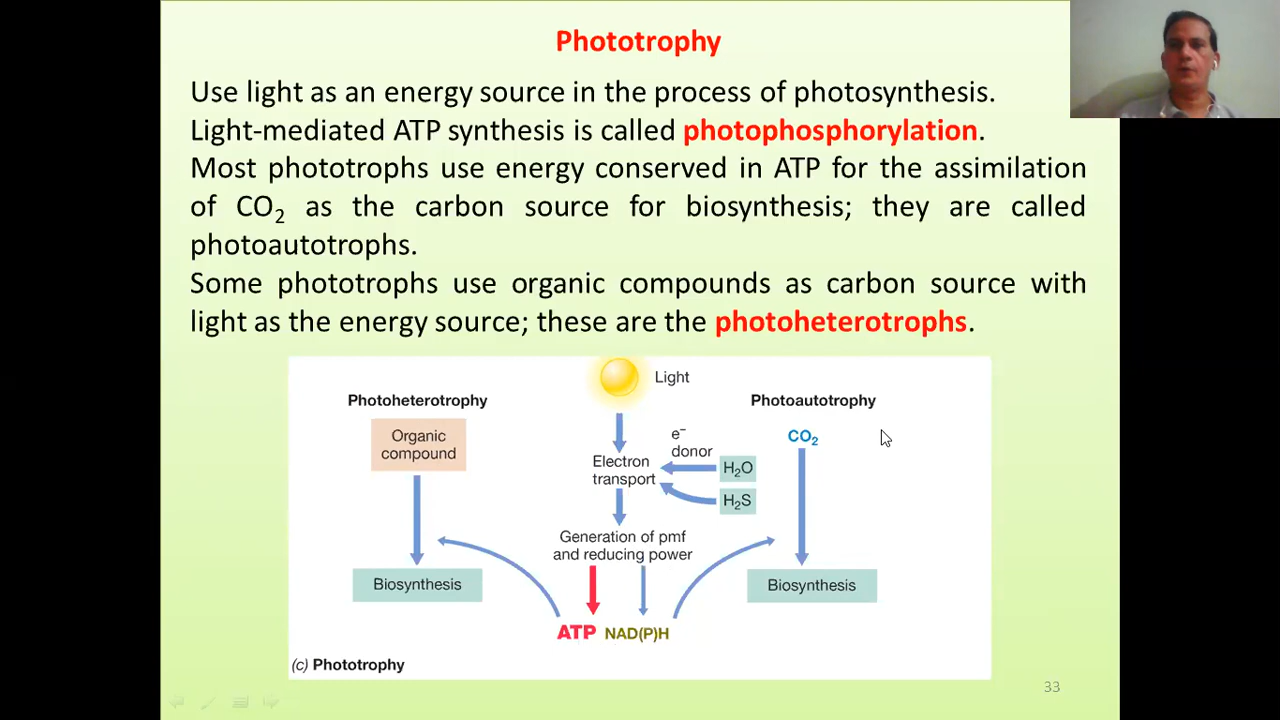 Phototrophy
Use light as an energy source in the process of photosynthesis.
Light-mediated ATP synthesis is called photophosphorylation.
Most phototrophs use energy conserved in ATP for the assimilation
of CO₂ as the carbon source for biosynthesis; they are called
photoautotrophs.
Some phototrophs use organic compounds as carbon source with
light as the energy source; these are the photoheterotrophs.
Light
Photoheterotrophy
Photoautotrophy
Organic
compound
CO₂
e⁻
donor
Electron
transport
H₂O
H₂S
Generation of pmf
and reducing power
Biosynthesis
Biosynthesis
ATP NAD(P)H
(c) Phototrophy
33